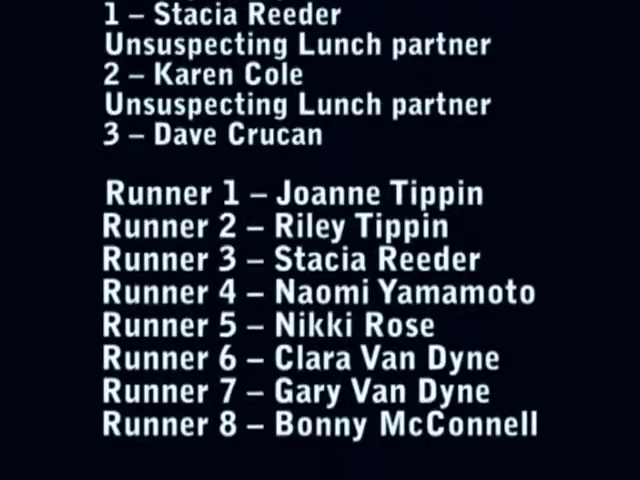 1 – Stacia Reeder
Unsuspecting Lunch partner
2 – Karen Cole
Unsuspecting Lunch partner
3 – Dave Crucan
Runner 1 – Joanne Tippin
Runner 2 – Riley Tippin
Runner 3 – Stacia Reeder
Runner 4 – Naomi Yamamoto
Runner 5 – Nikki Rose
Runner 6 – Clara Van Dyne
Runner 7 – Gary Van Dyne
Runner 8 – Bonny McConnell